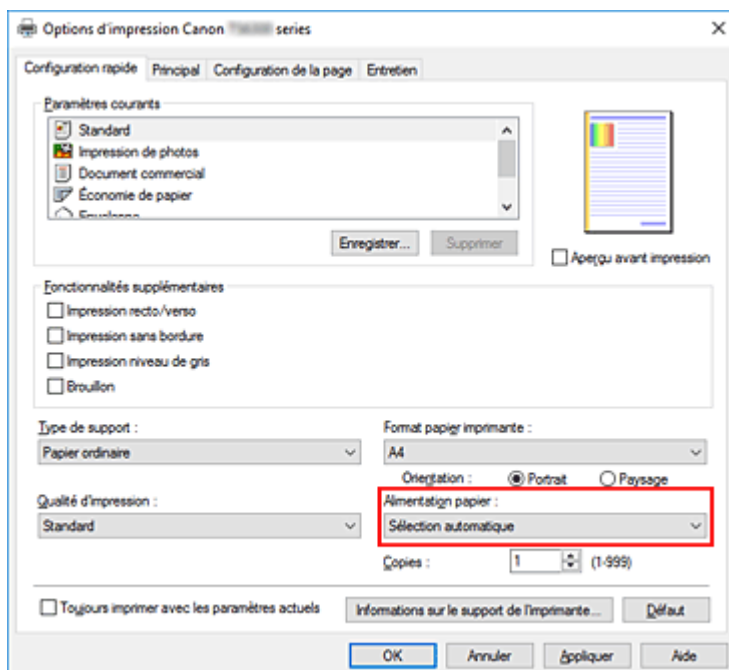 Options d'impression Canon series
Configuration rapide Principal Configuration de la page Entretien
Paramètres courants
Standard
Impression de photos
Document commercial
Économie de papier
Enregistrer... Supprimer
Aperçu avant impression
Fonctionnalités supplémentaires
Impression recto/verso
Impression sans bordure
Impression niveau de gris
Brouillon
Type de support : Format papier imprimante :
Papier ordinaire A4
Orientation : Portrait Paysage
Qualité d'impression : Alimentation papier :
Standard Sélection automatique
Copies : 1 (1-999)
Toujours imprimer avec les paramètres actuels Informations sur le support de l'imprimante... Défaut
OK Annuler Appliquer Aide